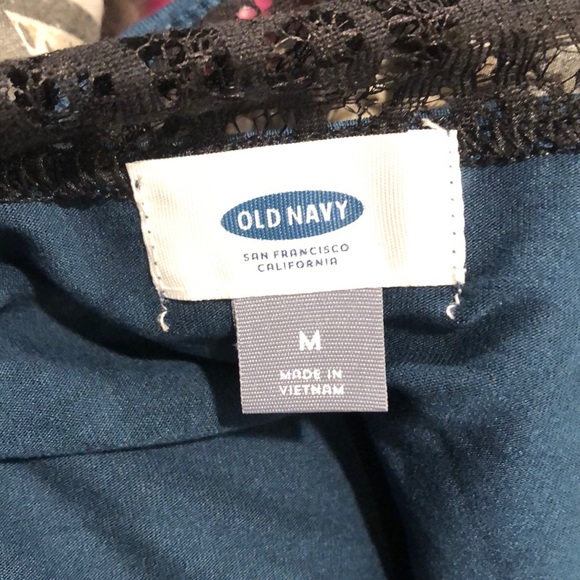 OLD NAVY
SAN FRANCISCO
CALIFORNIA
M
MADE IN
VIETNAM